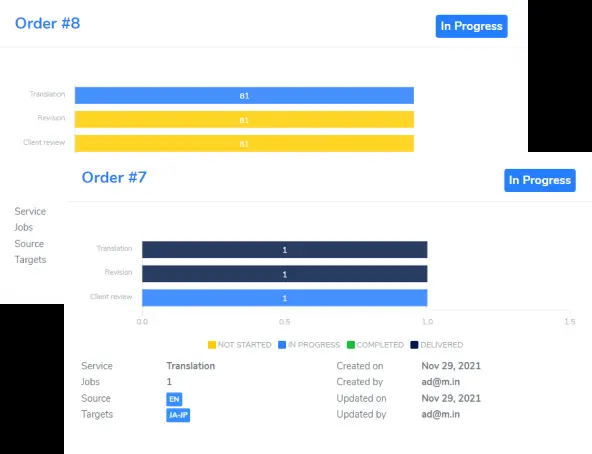 Order #8
In Progress
Translation
81
Revision
81
Client review
81
Order #7
In Progress
Service
Jobs
Source
Targets
Translation
1
Revision
1
Client review
1
0.0 0.5 1.0 1.5
NOT STARTED IN PROGRESS COMPLETED DELIVERED
Service Translation Created on Nov 29, 2021
Jobs 1 Created by ad@m.in
Source EN Updated on Nov 29, 2021
Targets JA-JP Updated by ad@m.in